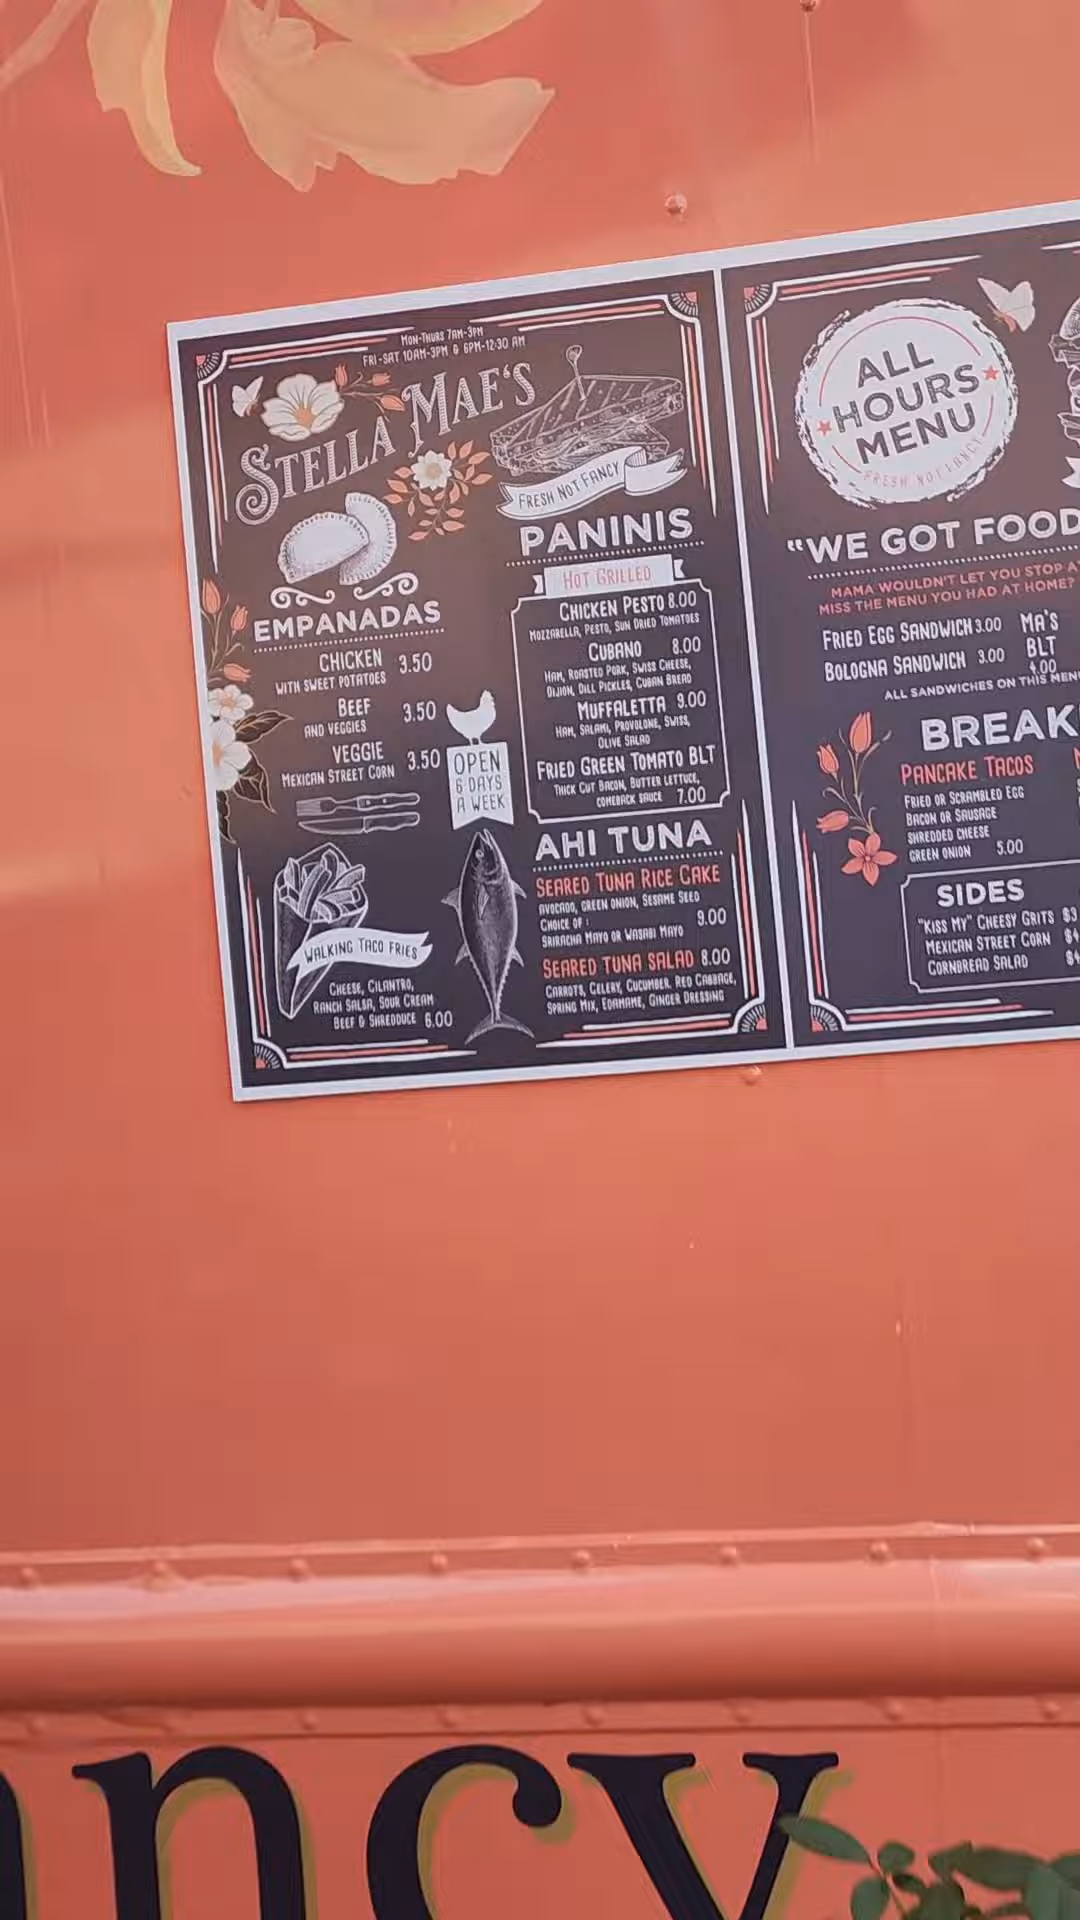 MON-THURS 7AM-3PM
FRI-SAT 10AM-3PM & 6PM-12:30 AM
STELLA MAE'S
FRESH NOT FANCY
EMPANADAS
CHICKEN 3.50
WITH SWEET POTATOES
BEEF 3.50
AND VEGGIES
VEGGIE 3.50
MEXICAN STREET CORN
OPEN
6 DAYS
A WEEK
WALKING TACO FRIES
CHEESE, CILANTRO,
RANCH SALSA, SOUR CREAM
BEEF & SHREDDUCE 6.00
PANINIS
HOT GRILLED
CHICKEN PESTO 8.00
MOZZARELLA, PESTO, SUN DRIED TOMATOES
CUBANO 8.00
HAM, ROASTED PORK, SWISS CHEESE,
DIJION, DILL PICKLES, CUBAN BREAD
MUFFALETTA 9.00
HAM, SALAMI, PROVOLONE, SWISS,
OLIVE SALAD
FRIED GREEN TOMATO BLT
THICK CUT BACON, BUTTER LETTUCE,
COMEBACK SAUCE 7.00
AHI TUNA
SEARED TUNA RICE CAKE
AVOCADO, GREEN ONION, SESAME SEED
CHOICE OF : 9.00
SRIRACHA MAYO OR WASABI MAYO
SEARED TUNA SALAD 8.00
CARROTS, CELERY, CUCUMBER, RED CABBAGE,
SPRING MIX, EDAMAME, GINGER DRESSING
ALL
HOURS
MENU
FRESH NOT FANCY
"WE GOT FOOD
MAMA WOULDN'T LET YOU STOP
MISS THE MENU YOU HAD AT HOME?
FRIED EGG SANDWICH 3.00
BOLOGNA SANDWICH 3.00
MA'S
BLT
4.00
ALL SANDWICHES ON THIS MENU
BREAK
PANCAKE TACOS
FRIED OR SCRAMBLED EGG
BACON OR SAUSAGE
SHREDDED CHEESE
GREEN ONION 5.00
SIDES
"KISS MY" CHEESY GRITS $3
MEXICAN STREET CORN $4
CORNBREAD SALAD $4
ncy